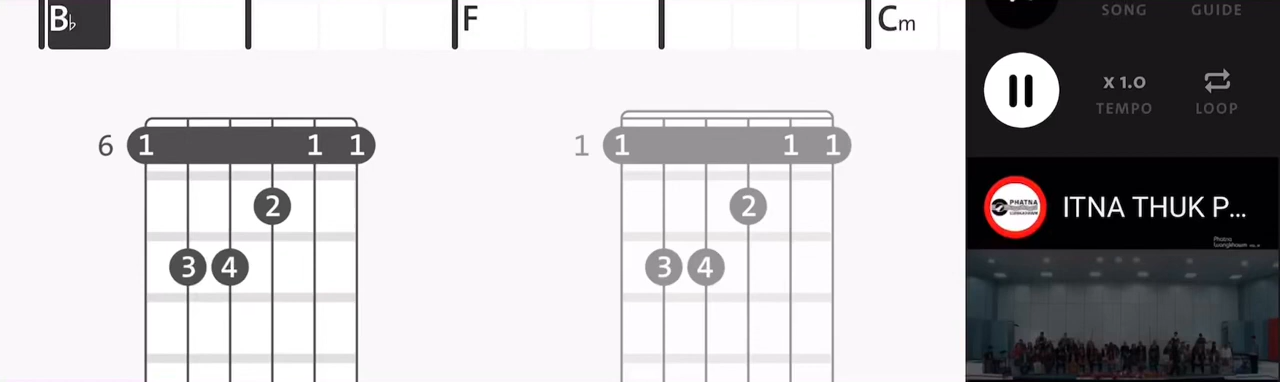 B♭
F
Cm
SONG
GUIDE
x 1.0
TEMPO
LOOP
6
1
1
1
2
3
4
1
1
1
1
2
3
4
PHATNA
ITNA THUK P...
Phatna